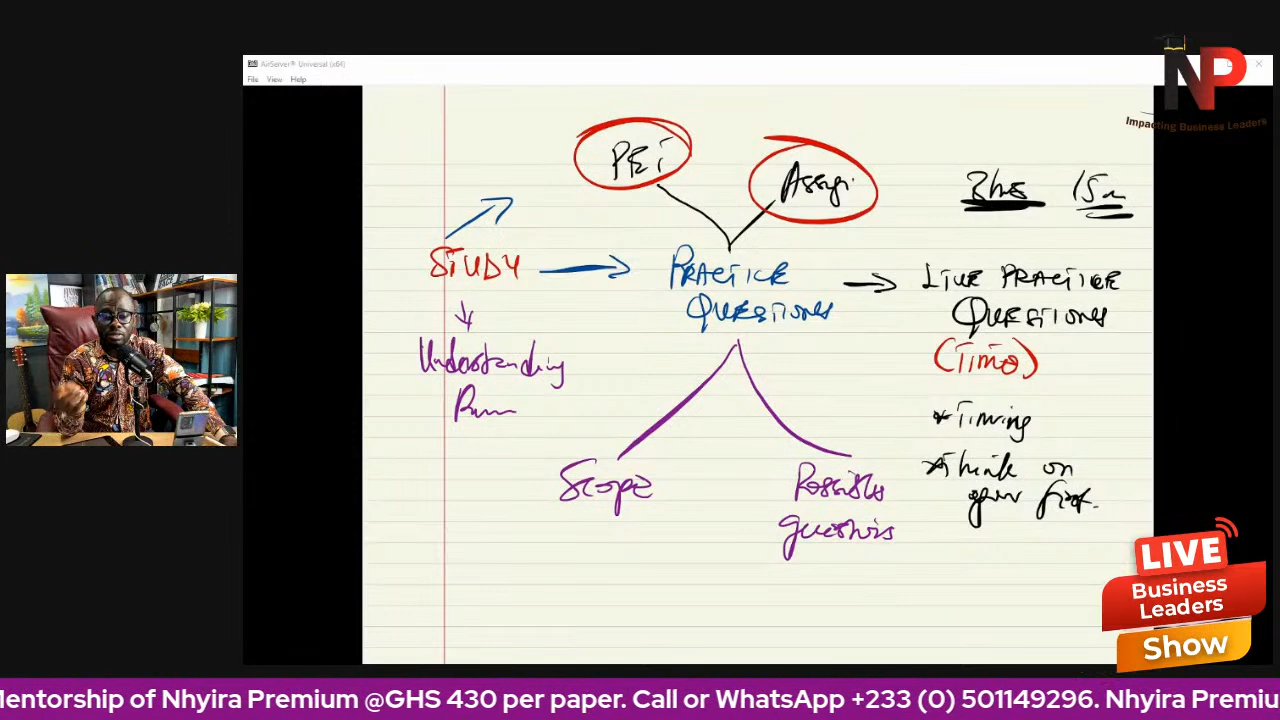 AirServer® Universal (x64)
File View Help
NP
Impacting Business Leaders
Assign.
3hrs 15m
STUDY
PRACTICE
QUESTIONS
LIVE PRACTICE
QUESTIONS
(Time)
Understanding
*Timing
*Think on
your feet.
Scope
Possible
questions
LIVE
Business
Leaders
Show
Mentorship of Nhyira Premium @GHS 430 per paper. Call or WhatsApp +233 (0) 501149296. Nhyira Premiu